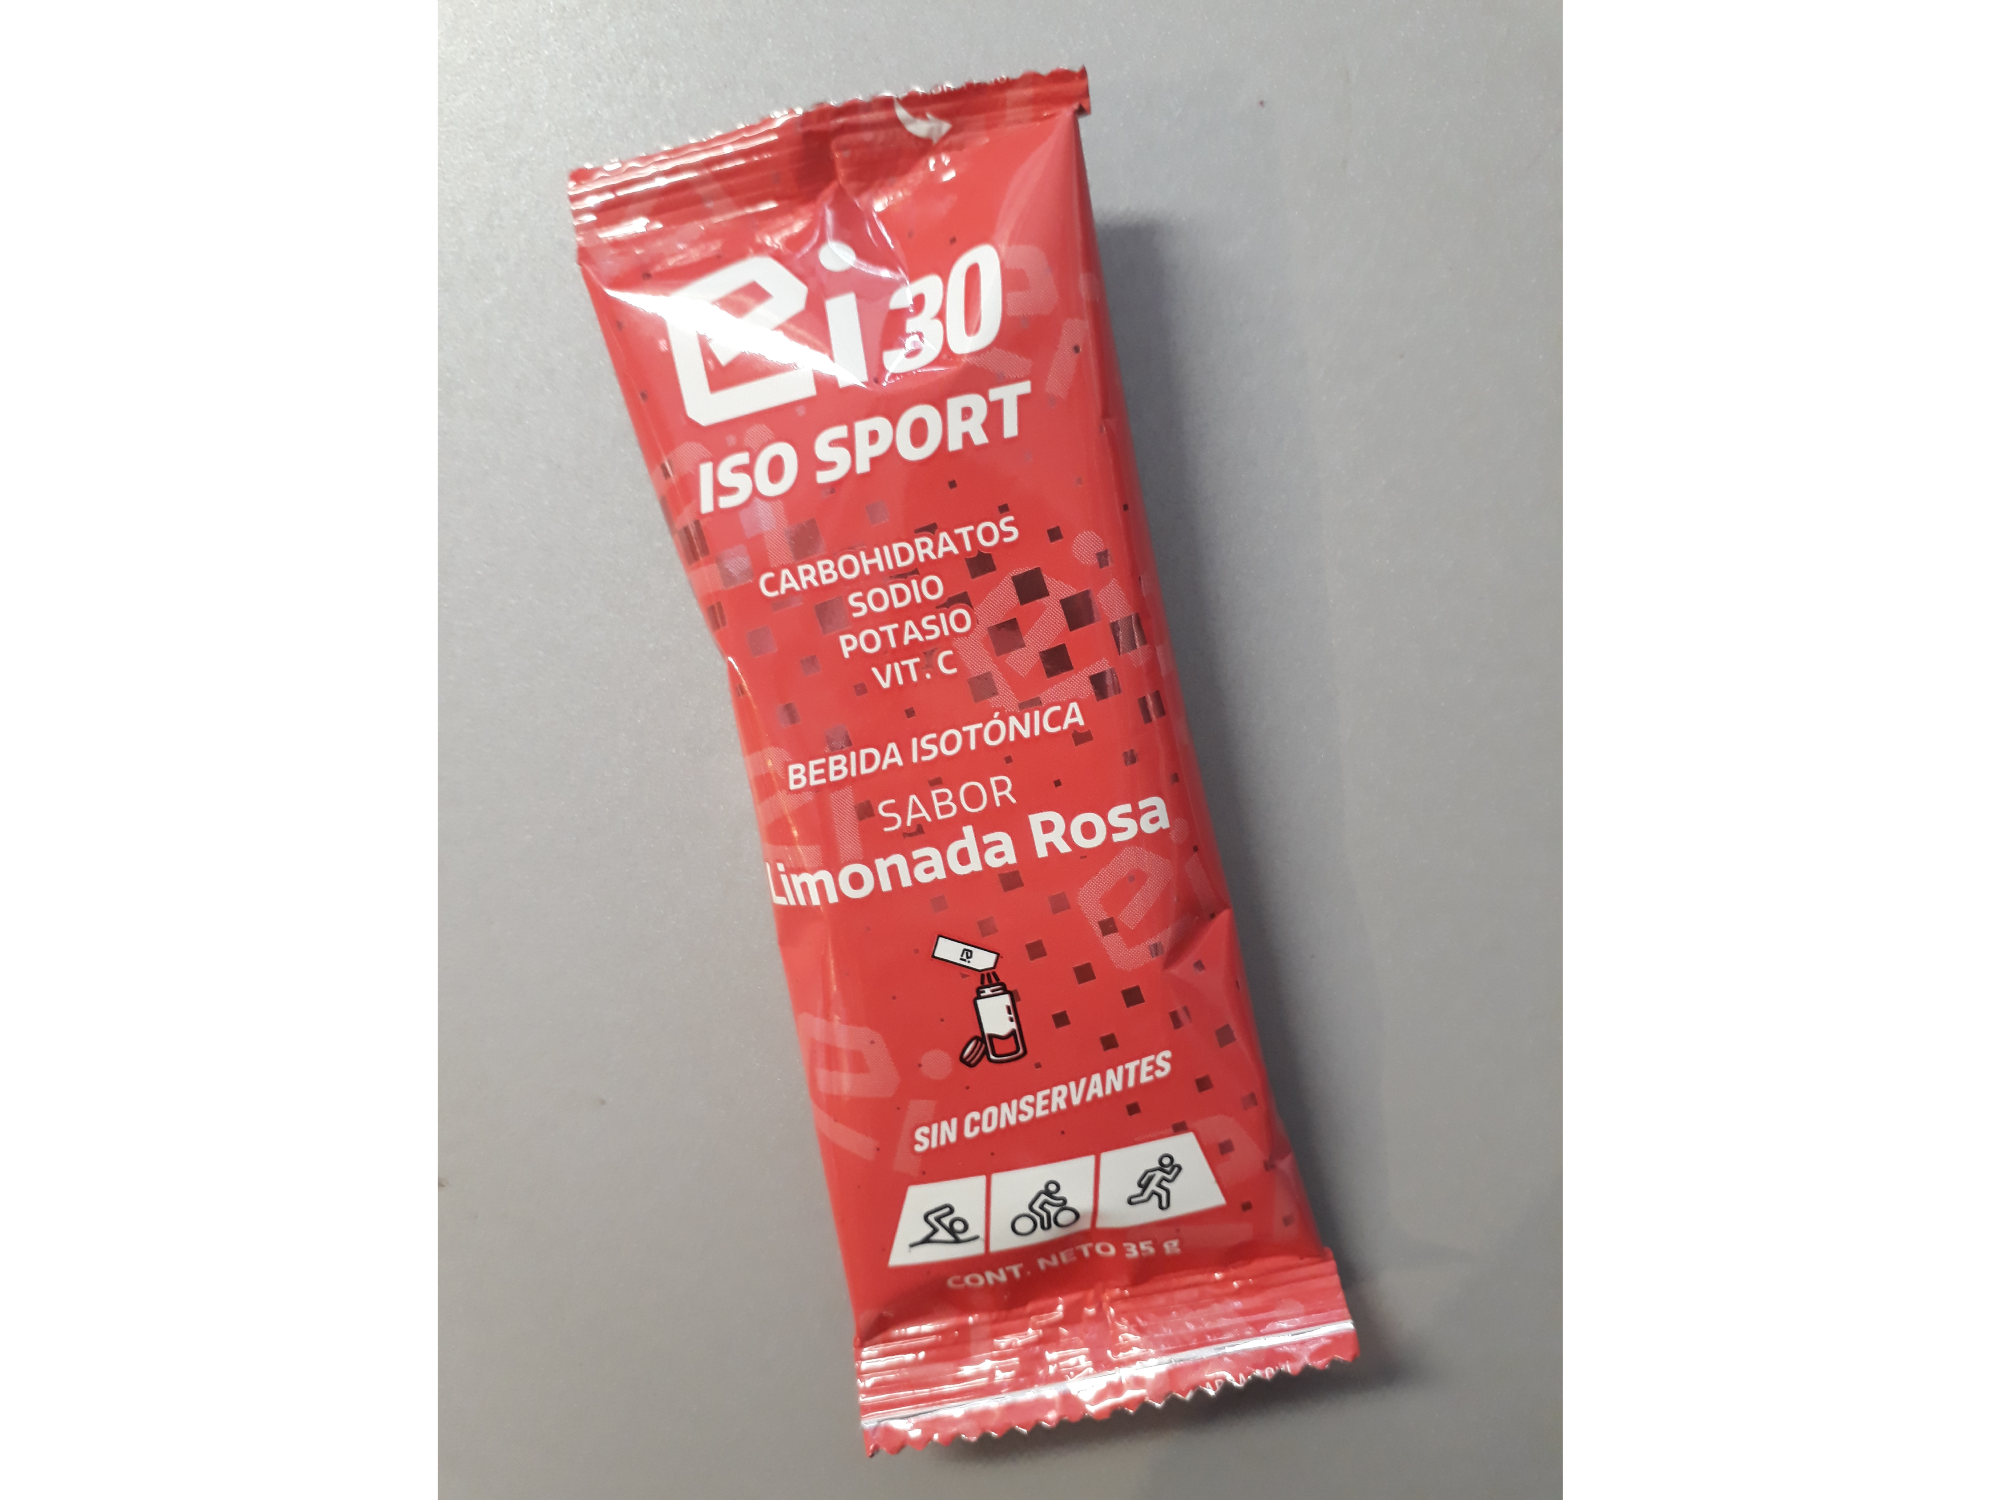 ei30
ISO SPORT
CARBOHIDRATOS
SODIO
POTASIO
VIT. C
BEBIDA ISOTÓNICA
SABOR
Limonada Rosa
SIN CONSERVANTES
CONT. NETO 35 g